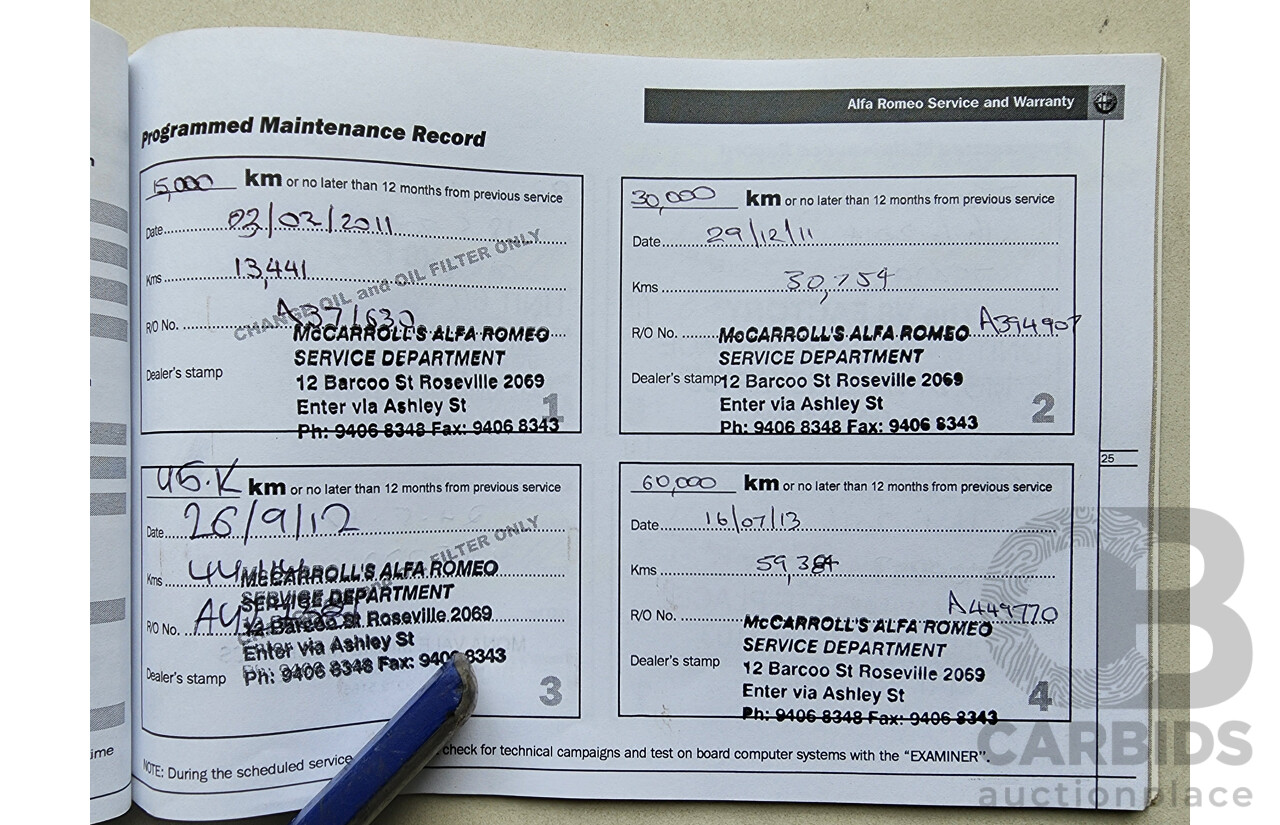 Alfa Romeo Service and Warranty
Programmed Maintenance Record
15,000 km or no later than 12 months from previous service
Date 03/02/2011
Kms 13,441
CHANGE OIL and OIL FILTER ONLY
R/O No. A371630
McCARROLL'S ALFA ROMEO
SERVICE DEPARTMENT
Dealer's stamp 12 Barcoo St Roseville 2069
Enter via Ashley St
Ph: 9406 8348 Fax: 9406 8343
1
30,000 km or no later than 12 months from previous service
Date 29/12/11
Kms 30,754
R/O No. A394907
McCARROLL'S ALFA ROMEO
SERVICE DEPARTMENT
Dealer's stamp 12 Barcoo St Roseville 2069
Enter via Ashley St
Ph: 9406 8348 Fax: 9406 8343
2
45.K km or no later than 12 months from previous service
Date 26/9/12
FILTER ONLY
Kms
McCARROLL'S ALFA ROMEO
SERVICE DEPARTMENT
R/O No. 12 Barcoo St Roseville 2069
Enter via Ashley St
Dealer's stamp Ph: 9406 8348 Fax: 9406 8343
3
60,000 km or no later than 12 months from previous service
Date 16/07/13
Kms 59,384
R/O No. A449770
McCARROLL'S ALFA ROMEO
SERVICE DEPARTMENT
Dealer's stamp 12 Barcoo St Roseville 2069
Enter via Ashley St
Ph: 9406 8348 Fax: 9406 8343
4
25
NOTE: During the scheduled service check for technical campaigns and test on board computer systems with the "EXAMINER".
ime
CARBIDS
auctionplace